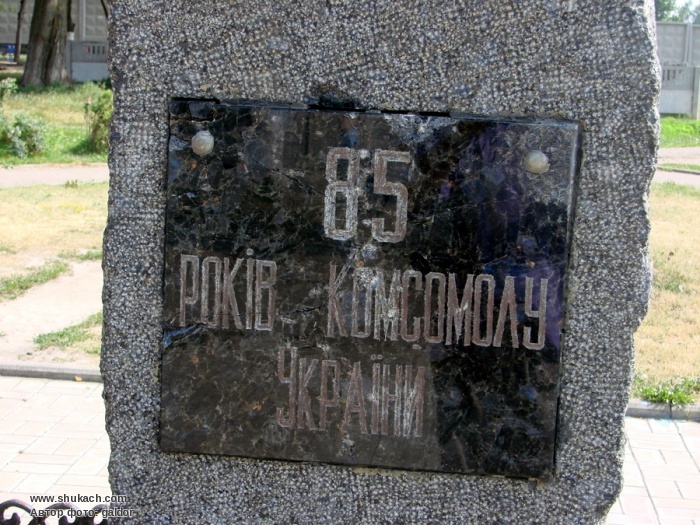 85
РОКІВ КОМСОМОЛУ
УКРАЇНИ
www.shukach.com
Автор фото: galdor